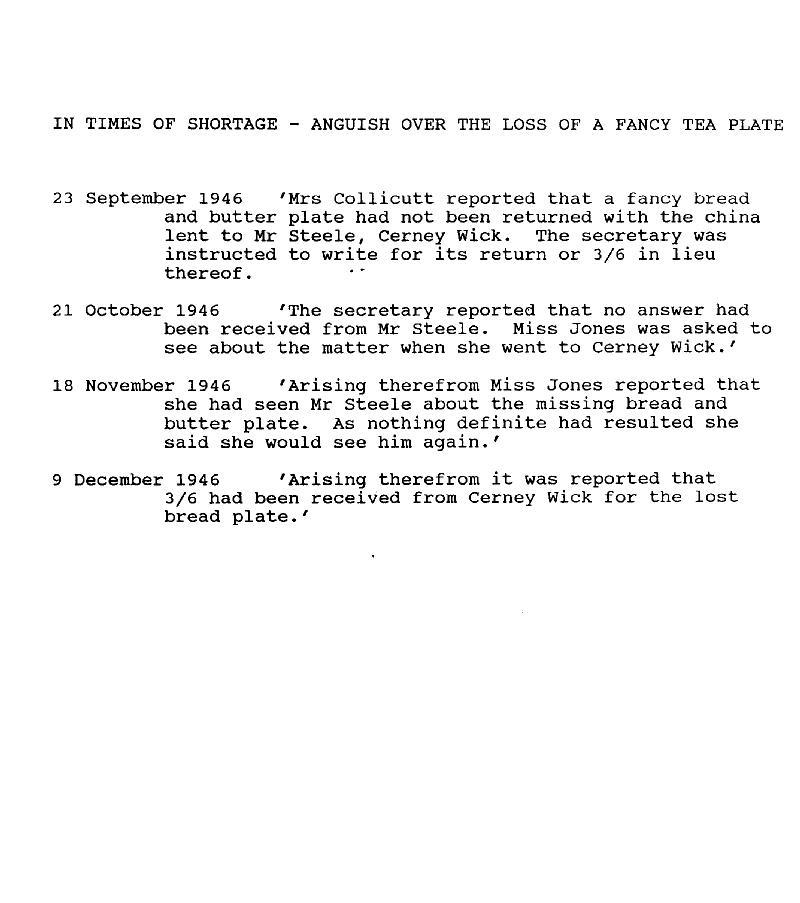 IN TIMES OF SHORTAGE - ANGUISH OVER THE LOSS OF A FANCY TEA PLATE
23 September 1946 'Mrs Collicutt reported that a fancy bread
and butter plate had not been returned with the china
lent to Mr Steele, Cerney Wick. The secretary was
instructed to write for its return or 3/6 in lieu
thereof.
21 October 1946 'The secretary reported that no answer had
been received from Mr Steele. Miss Jones was asked to
see about the matter when she went to Cerney Wick.'
18 November 1946 'Arising therefrom Miss Jones reported that
she had seen Mr Steele about the missing bread and
butter plate. As nothing definite had resulted she
said she would see him again.'
9 December 1946 'Arising therefrom it was reported that
3/6 had been received from Cerney Wick for the lost
bread plate.'